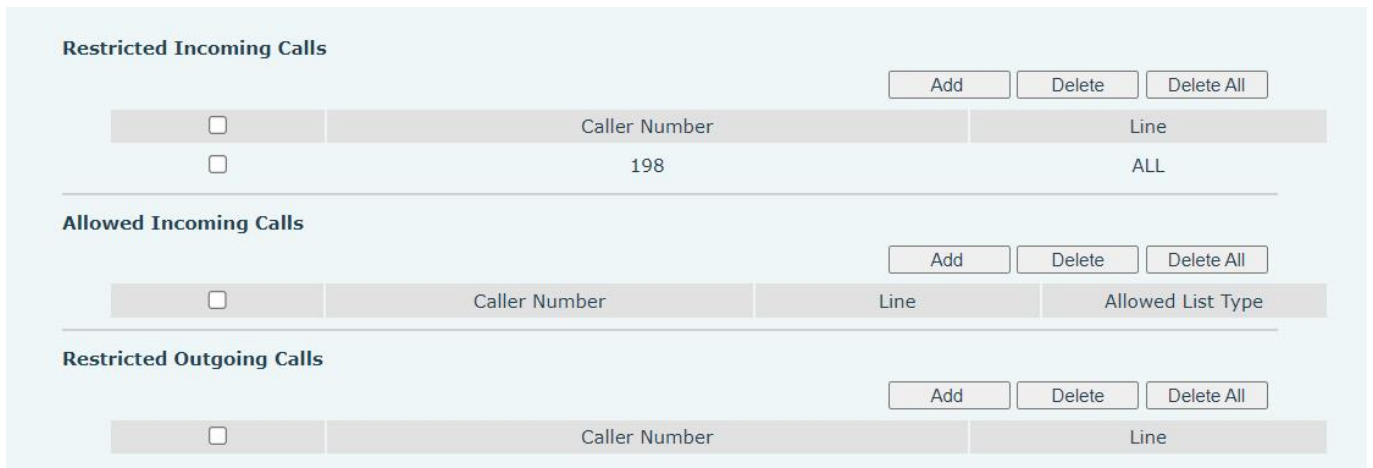 Restricted Incoming Calls
Add Delete Delete All
Caller Number Line
198 ALL
Allowed Incoming Calls
Add Delete Delete All
Caller Number Line Allowed List Type
Restricted Outgoing Calls
Add Delete Delete All
Caller Number Line